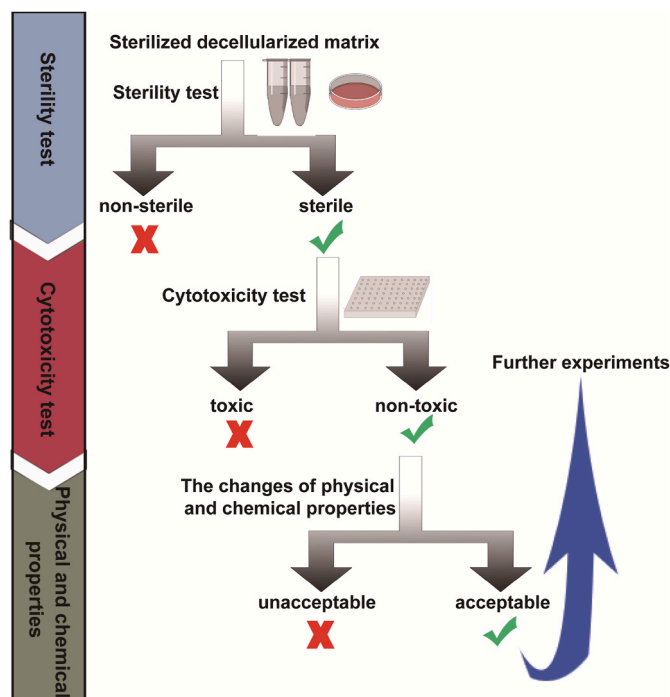 Sterility test
Cytotoxicity test
Physical and chemical
properties
Sterilized decellularized matrix
Sterility test
non-sterile
sterile
Cytotoxicity test
toxic
non-toxic
The changes of physical
and chemical properties
unacceptable
acceptable
Further experiments